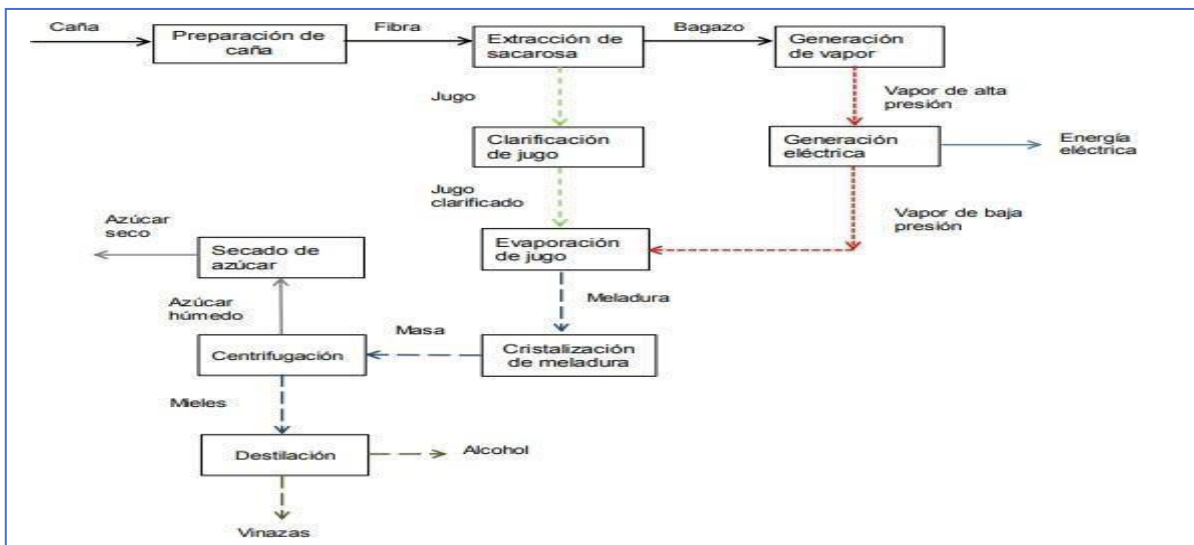 Caña
Preparación de
caña
Fibra
Extracción de
sacarosa
Bagazo
Generación
de vapor
Jugo
Vapor de alta
presión
Clarificación
de jugo
Generación
eléctrica
Energía
eléctrica
Jugo
clarificado
Vapor de baja
presión
Azúcar
seco
Secado de
azúcar
Evaporación
de jugo
Azúcar
húmedo
Meladura
Masa
Centrifugación
Cristalización
de meladura
Mieles
Destilación
Alcohol
Vinazas